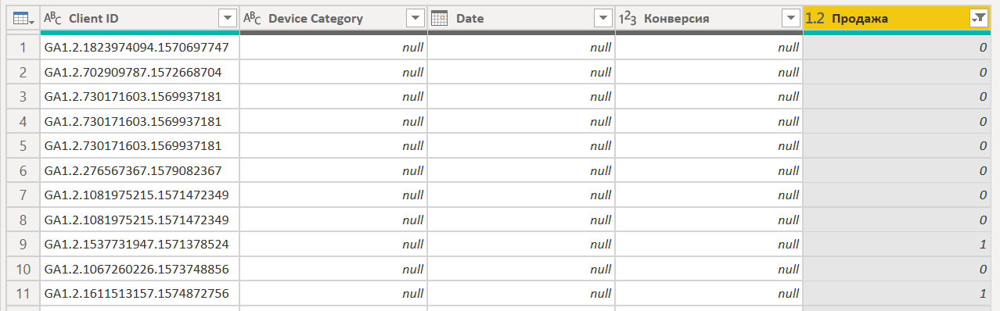 ABC Client ID ABC Device Category Date 123 Конверсия 1.2 Продажа
1 GA1.2.1823974094.1570697747 null null null 0
2 GA1.2.702909787.1572668704 null null null 0
3 GA1.2.730171603.1569937181 null null null 0
4 GA1.2.730171603.1569937181 null null null 0
5 GA1.2.730171603.1569937181 null null null 0
6 GA1.2.276567367.1579082367 null null null 0
7 GA1.2.1081975215.1571472349 null null null 0
8 GA1.2.1081975215.1571472349 null null null 0
9 GA1.2.1537731947.1571378524 null null null 1
10 GA1.2.1067260226.1573748856 null null null 0
11 GA1.2.1611513157.1574872756 null null null 1